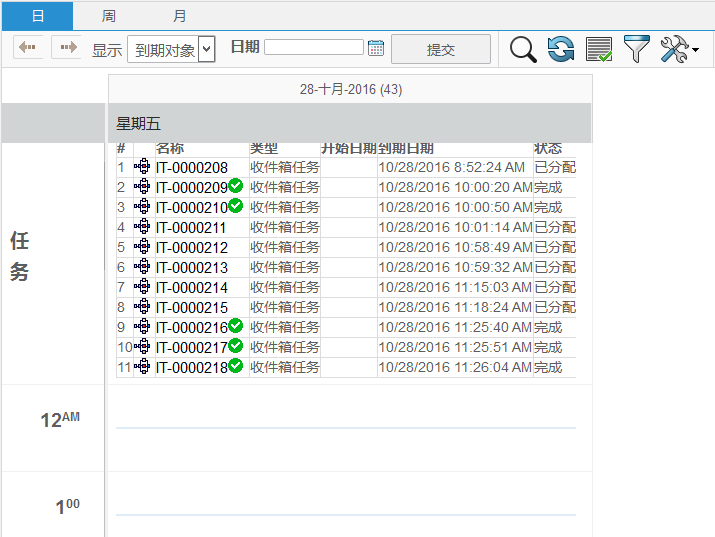 日 周 月
显示 到期对象 日期 提交
28-十月-2016 (43)
星期五
# 名称 类型 开始日期 到期日期 状态
1 IT-0000208 收件箱任务 10/28/2016 8:52:24 AM 已分配
2 IT-0000209 收件箱任务 10/28/2016 10:00:20 AM 完成
3 IT-0000210 收件箱任务 10/28/2016 10:00:50 AM 完成
4 IT-0000211 收件箱任务 10/28/2016 10:01:14 AM 已分配
5 IT-0000212 收件箱任务 10/28/2016 10:58:49 AM 已分配
6 IT-0000213 收件箱任务 10/28/2016 10:59:32 AM 已分配
7 IT-0000214 收件箱任务 10/28/2016 11:15:03 AM 已分配
8 IT-0000215 收件箱任务 10/28/2016 11:18:24 AM 已分配
9 IT-0000216 收件箱任务 10/28/2016 11:25:40 AM 完成
10 IT-0000217 收件箱任务 10/28/2016 11:25:51 AM 完成
11 IT-0000218 收件箱任务 10/28/2016 11:26:04 AM 完成
任
务
12AM
100